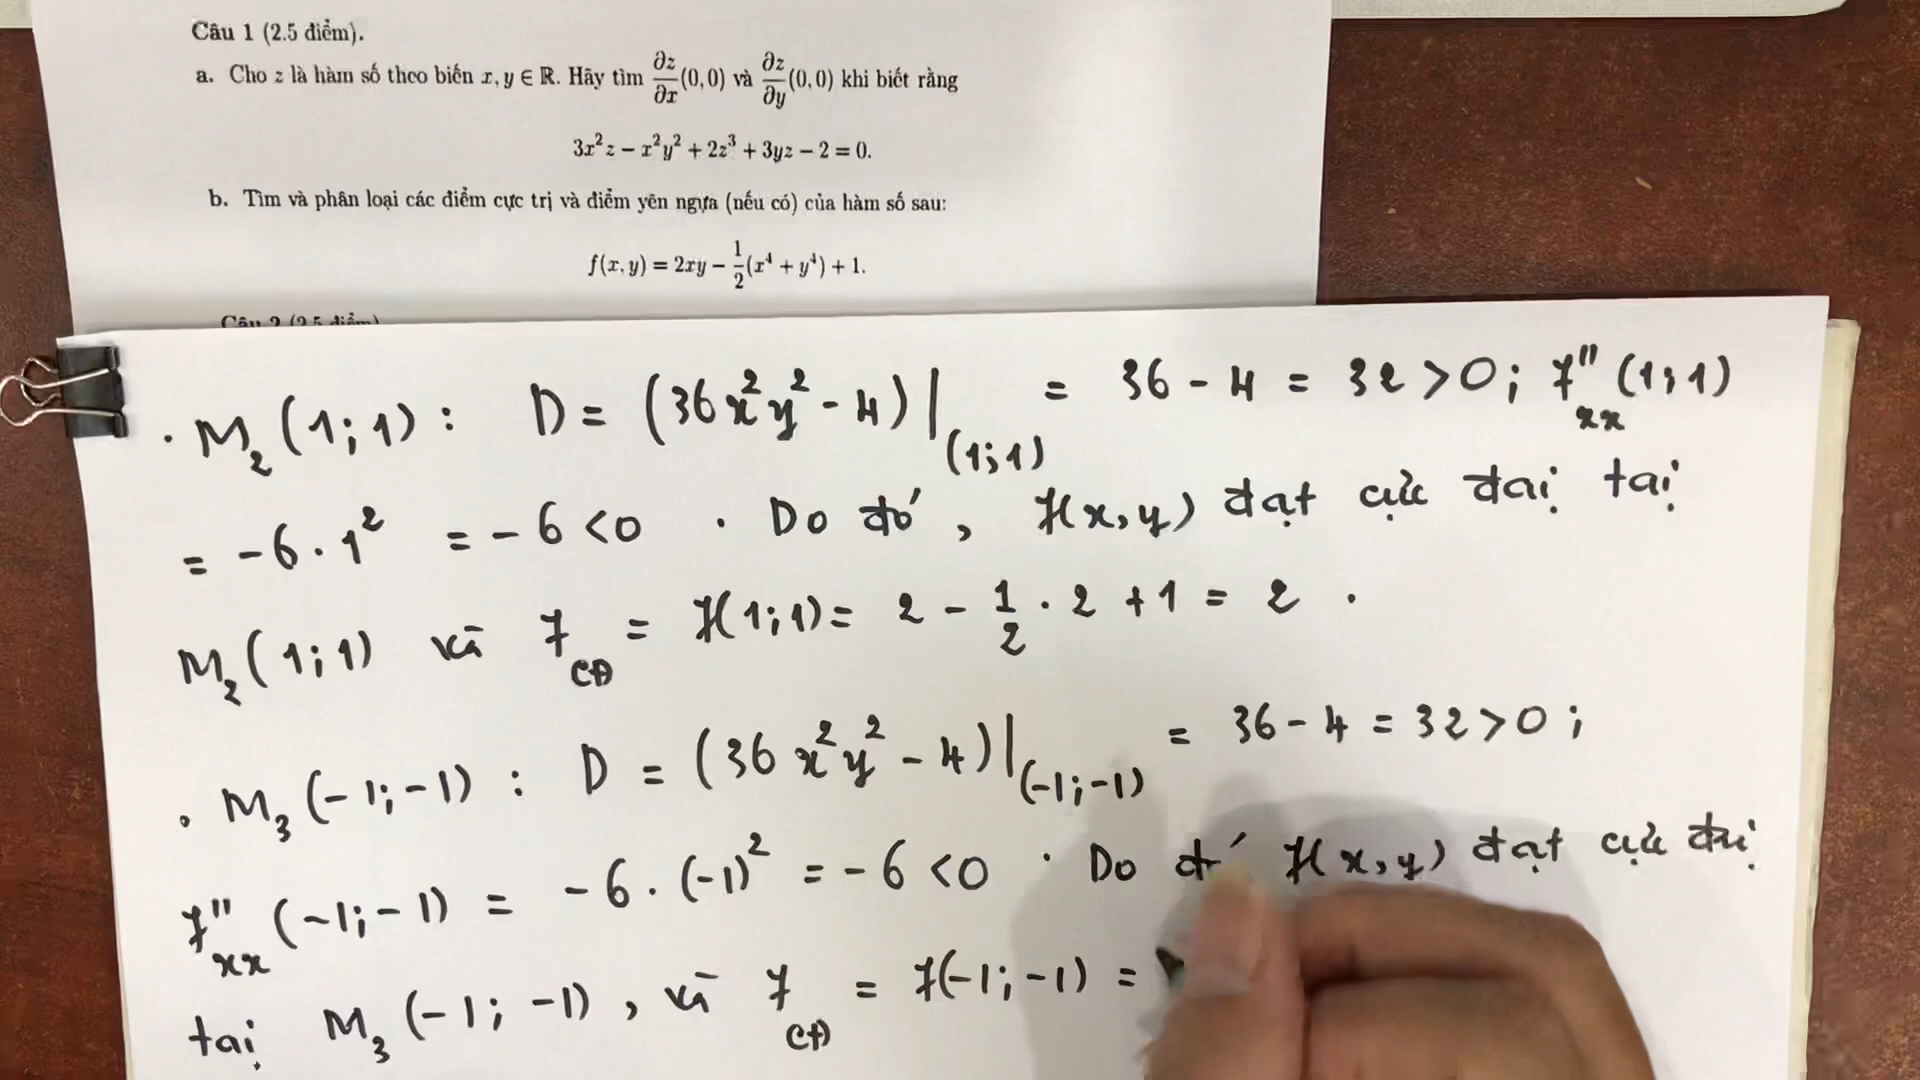 Câu 1 (2.5 điểm).
a. Cho z là hàm số theo biến x, y ∈ ℝ. Hãy tìm ∂z/∂x (0,0) và ∂z/∂y (0,0) khi biết rằng
3x²z − x²y² + 2z³ + 3yz − 2 = 0.
b. Tìm và phân loại các điểm cực trị và điểm yên ngựa (nếu có) của hàm số sau:
f(x, y) = 2xy − 1/2 (x⁴ + y⁴) + 1.
Câu 2 (2.5 điểm)
. M₂(1;1) : D = (36x²y² - 4)|(1;1) = 36 - 4 = 32 > 0 ; f''xx (1;1)
= -6 . 1² = - 6 < 0 . Do đó , f(x,y) đạt cực đại tại
M₂(1;1) và fCĐ = f(1;1) = 2 - 1/2 . 2 + 1 = 2 .
. M₃(-1;-1) : D = (36x²y² - 4)|(-1;-1) = 36 - 4 = 32 > 0 ;
f''xx (-1;-1) = -6 . (-1)² = - 6 < 0 . Do đó f(x,y) đạt cực đại
tại M₃ (-1; -1) , và fCĐ = f(-1;-1) =